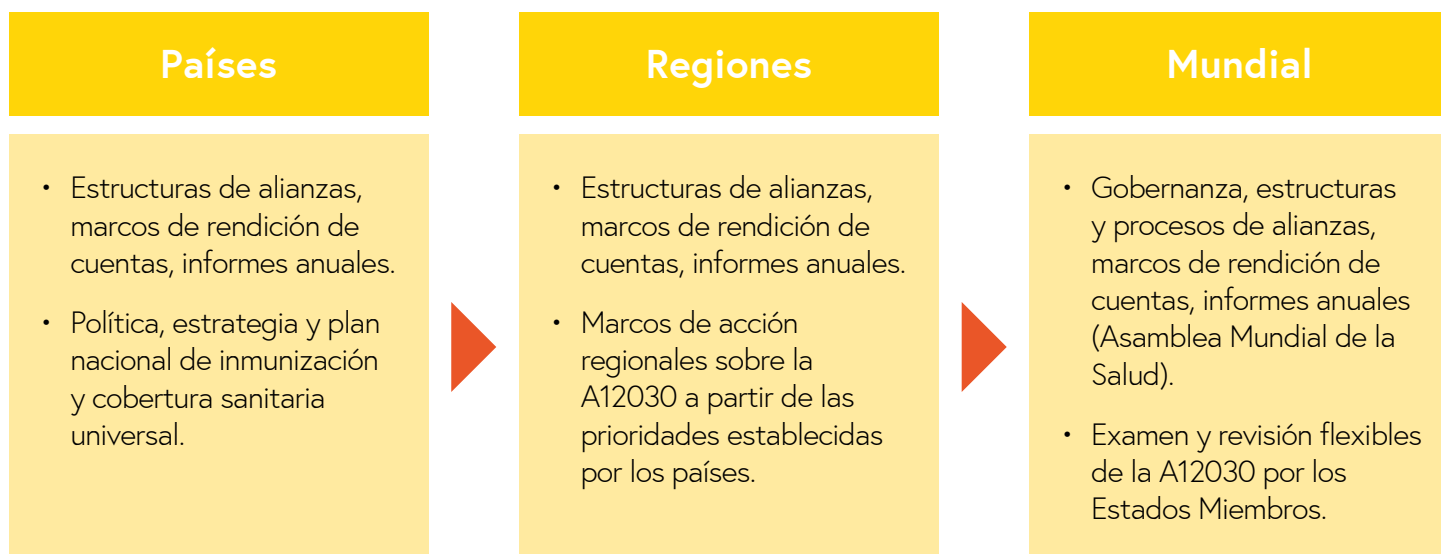 Países
• Estructuras de alianzas,
marcos de rendición de
cuentas, informes anuales.
• Política, estrategia y plan
nacional de inmunización
y cobertura sanitaria
universal.
Regiones
• Estructuras de alianzas,
marcos de rendición de
cuentas, informes anuales.
• Marcos de acción
regionales sobre la
A12030 a partir de las
prioridades establecidas
por los países.
Mundial
• Gobernanza, estructuras
y procesos de alianzas,
marcos de rendición de
cuentas, informes anuales
(Asamblea Mundial de la
Salud).
• Examen y revisión flexibles
de la A12030 por los
Estados Miembros.